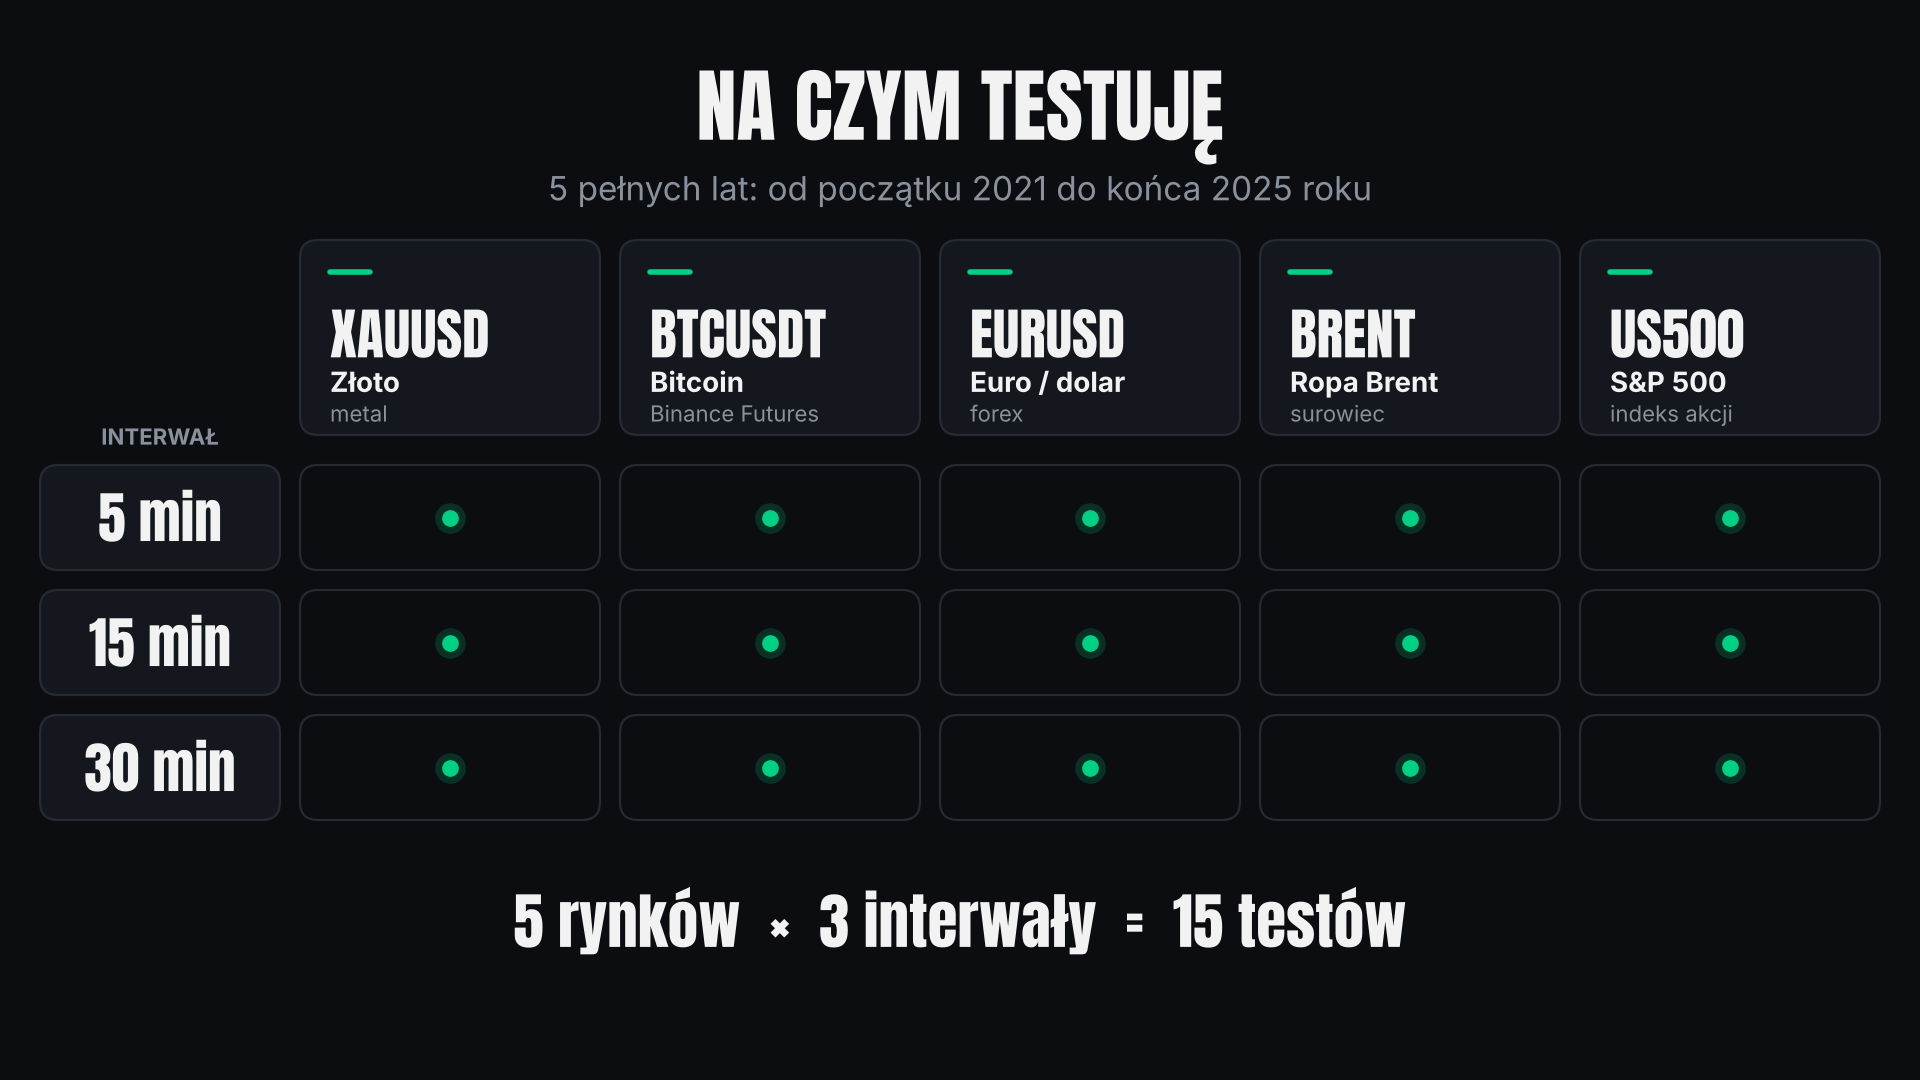 NA CZYM TESTUJĘ
5 pełnych lat: od początku 2021 do końca 2025 roku
XAUUSD
Złoto
metal
BTCUSDT
Bitcoin
Binance Futures
EURUSD
Euro / dolar
forex
BRENT
Ropa Brent
surowiec
US500
S&P 500
indeks akcji
INTERWAŁ
5 min
15 min
30 min
5 rynków × 3 interwały = 15 testów